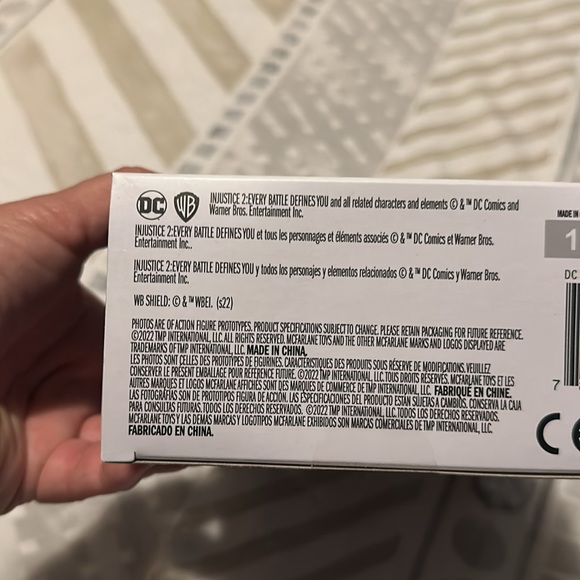 DC WB INJUSTICE 2:EVERY BATTLE DEFINES YOU and all related characters and elements © & ™ DC Comics and
Warner Bros. Entertainment Inc.
INJUSTICE 2:EVERY BATTLE DEFINES YOU et tous les personnages et éléments associés © & ™ DC Comics et Warner Bros.
Entertainment Inc..
INJUSTICE 2:EVERY BATTLE DEFINES YOU y todos los personajes y elementos relacionados © & ™ DC Comics y Warner Bros.
Entertainment Inc.
WB SHIELD: © & ™ WBEI. (s22)
PHOTOS ARE OF ACTION FIGURE PROTOTYPES. PRODUCT SPECIFICATIONS SUBJECT TO CHANGE. PLEASE RETAIN PACKAGING FOR FUTURE REFERENCE.
©2022 TMP INTERNATIONAL, LLC. ALL RIGHTS RESERVED. MCFARLANE TOYS AND THE OTHER MCFARLANE MARKS AND LOGOS DISPLAYED ARE
TRADEMARKS OF TMP INTERNATIONAL, LLC. MADE IN CHINA.
LES PHOTOS SONT CELLES DES PROTOTYPES DE FIGURINES. CARACTÉRISTIQUES DES PRODUITS SOUS RÉSERVE DE MODIFICATIONS. VEUILLEZ
CONSERVER LE PRÉSENT EMBALLAGE POUR RÉFÉRENCE FUTURE. ©2022 TMP INTERNATIONAL, LLC. TOUS DROITS RÉSERVÉS. MCFARLANE TOYS ET LES
AUTRES MARQUES ET LOGOS MCFARLANE AFFICHÉS SONT DES MARQUES DE COMMERCE DE TMP INTERNATIONAL, LLC. FABRIQUÉ EN CHINE.
LAS FOTOGRAFÍAS SON DE PROTOTIPOS FIGURA DE ACCIÓN. LAS ESPECIFICACIONES DEL PRODUCTO ESTÁN SUJETAS A CAMBIOS. CONSERVA LA CAJA
PARA CONSULTAS FUTURAS. TODOS LOS DERECHOS RESERVADOS. ©2022 TMP INTERNATIONAL, LLC. TODOS LOS DERECHOS RESERVADOS.
MCFARLANE TOYS Y LAS DEMÁS MARCAS Y LOGOTIPOS MCFARLANE EXHIBIDOS SON MARCAS COMERCIALES DE TMP INTERNATIONAL, LLC.
FABRICADO EN CHINA.
MADE IN
1
DC
7
CE